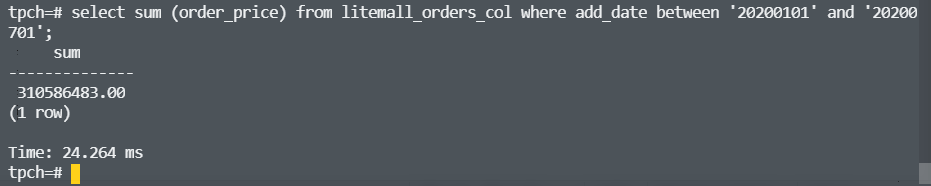 tpch=# select sum (order_price) from litemall_orders_col where add_date between '20200101' and '20200
701';
sum
--------------
310586483.00
(1 row)
Time: 24.264 ms
tpch=#